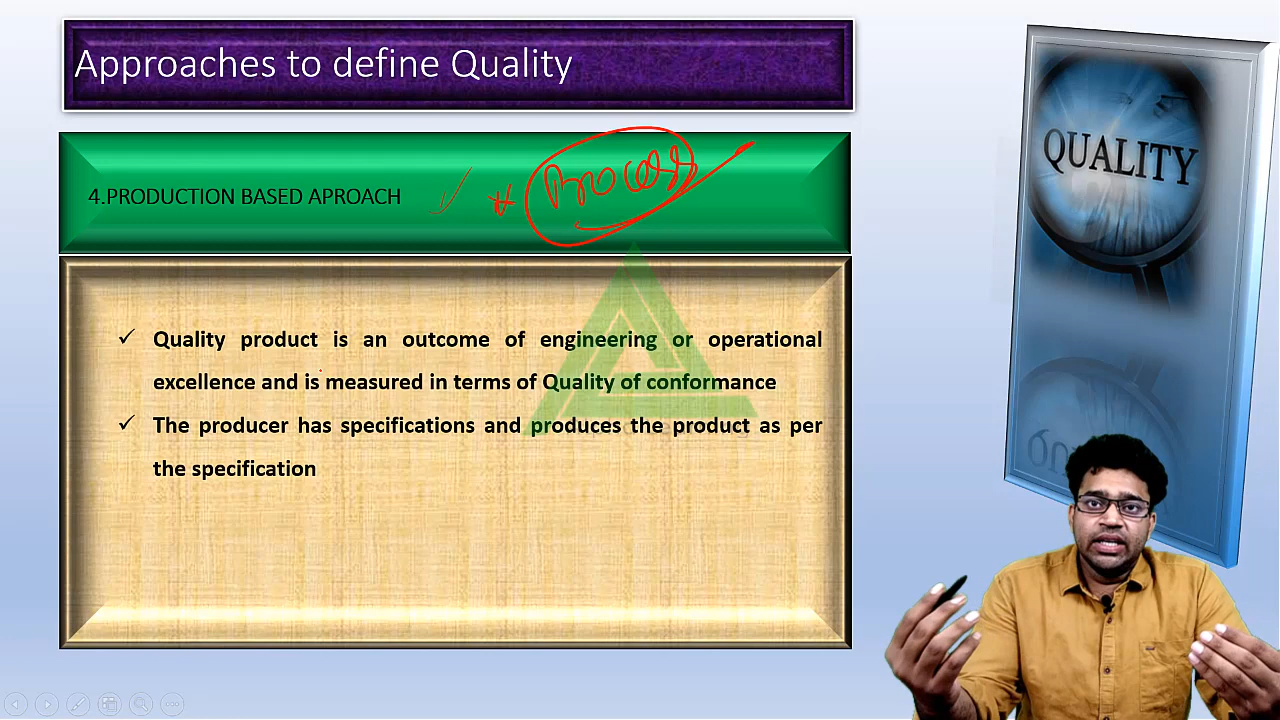 Approaches to define Quality
4.PRODUCTION BASED APROACH
* Process
QUALITY
✓ Quality product is an outcome of engineering or operational
excellence and is measured in terms of Quality of conformance
✓ The producer has specifications and produces the product as per
the specification